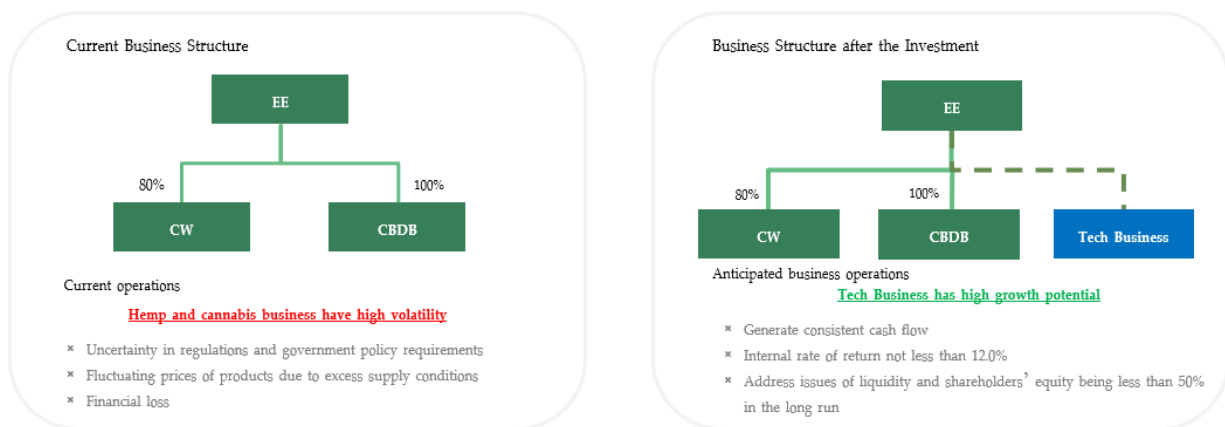 Current Business Structure
EE
80%
100%
CW
CBDB
Current operations
Hemp and cannabis business have high volatility
Uncertainty in regulations and government policy requirements
Fluctuating prices of products due to excess supply conditions
Financial loss
Business Structure after the Investment
EE
80%
100%
CW
CBDB
Tech Business
Anticipated business operations
Tech Business has high growth potential
Generate consistent cash flow
Internal rate of return not less than 12.0%
Address issues of liquidity and shareholders’ equity being less than 50%
in the long run